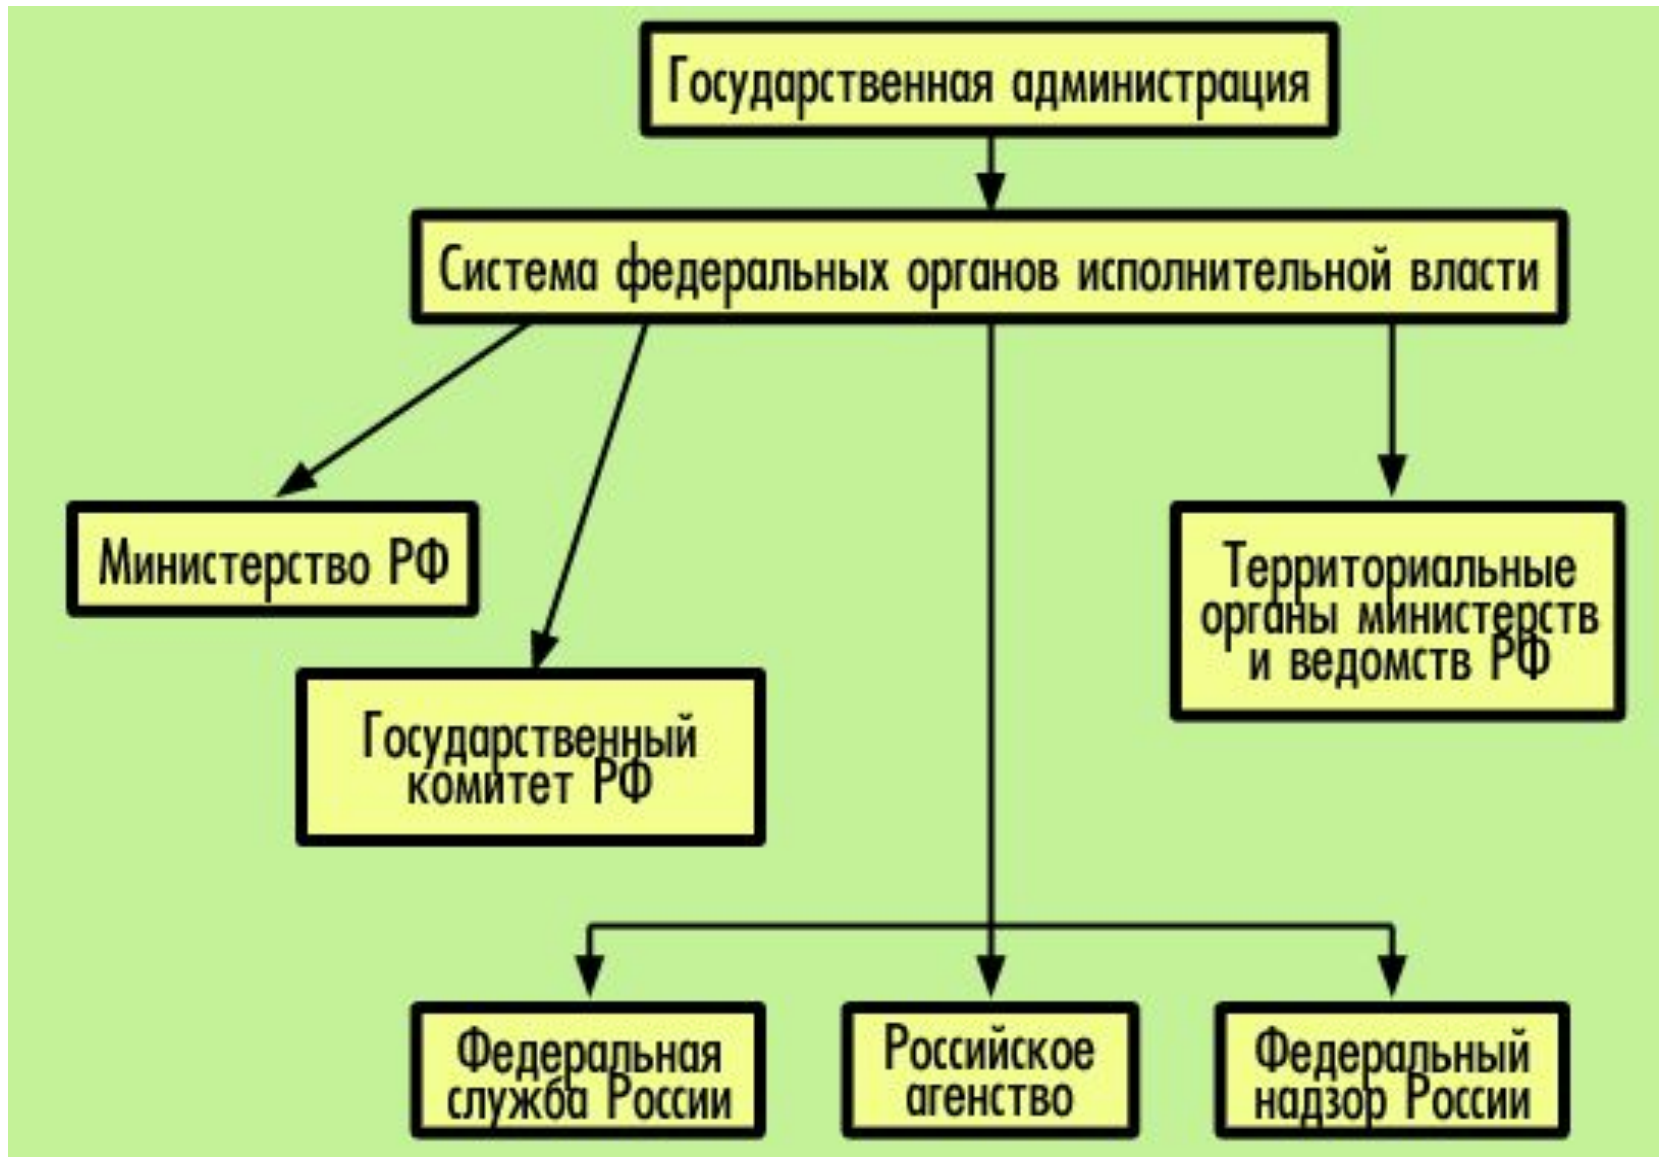 Государственная администрация
Система федеральных органов исполнительной власти
Министерство РФ
Территориальные
органы министерств
и ведомств РФ
Государственный
комитет РФ
Федеральная
служба России
Российское
агенство
Федеральный
надзор России